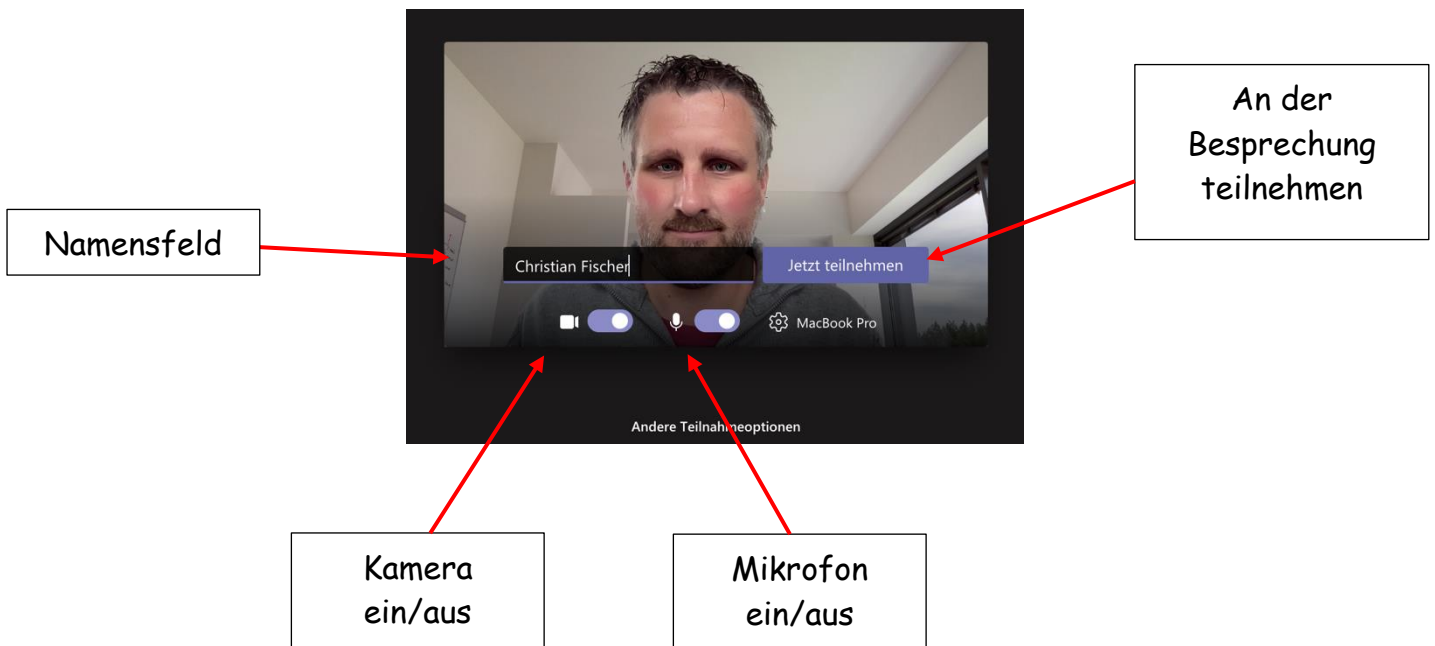 An der
Besprechung
teilnehmen
Namensfeld
Christian Fischer
Jetzt teilnehmen
MacBook Pro
Andere Teilnahmeoptionen
Kamera
ein/aus
Mikrofon
ein/aus